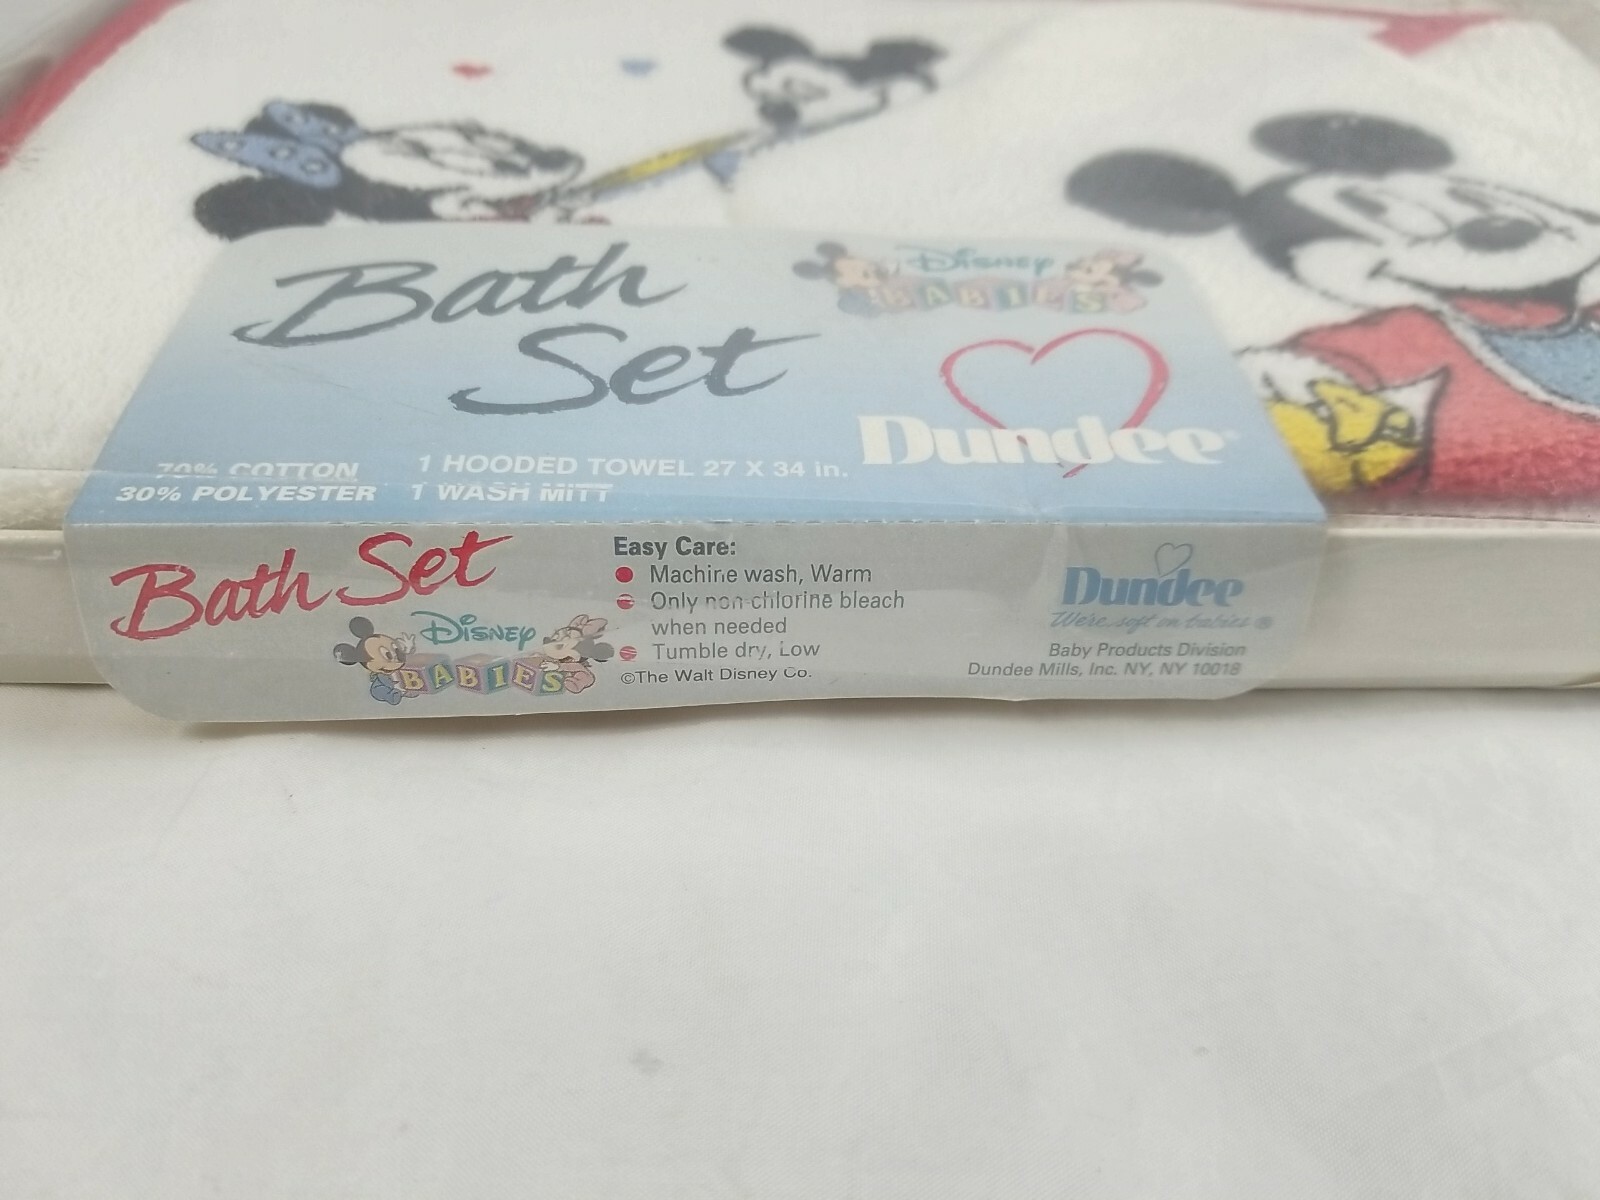 Bath
Set
Disney
BABIES
Dundee
70% COTTON
30% POLYESTER
1 HOODED TOWEL 27 X 34 in.
1 WASH MITT
Bath Set
Disney
BABIES
Easy Care:
Machine wash, Warm
Only non-chlorine bleach
when needed
Tumble dry, Low
©The Walt Disney Co.
Dundee
We're soft on babies®
Baby Products Division
Dundee Mills, Inc. NY, NY 10018